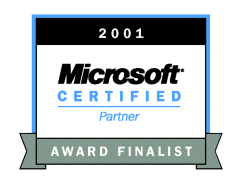 2001
Microsoft®
CERTIFIED
Partner
AWARD FINALIST